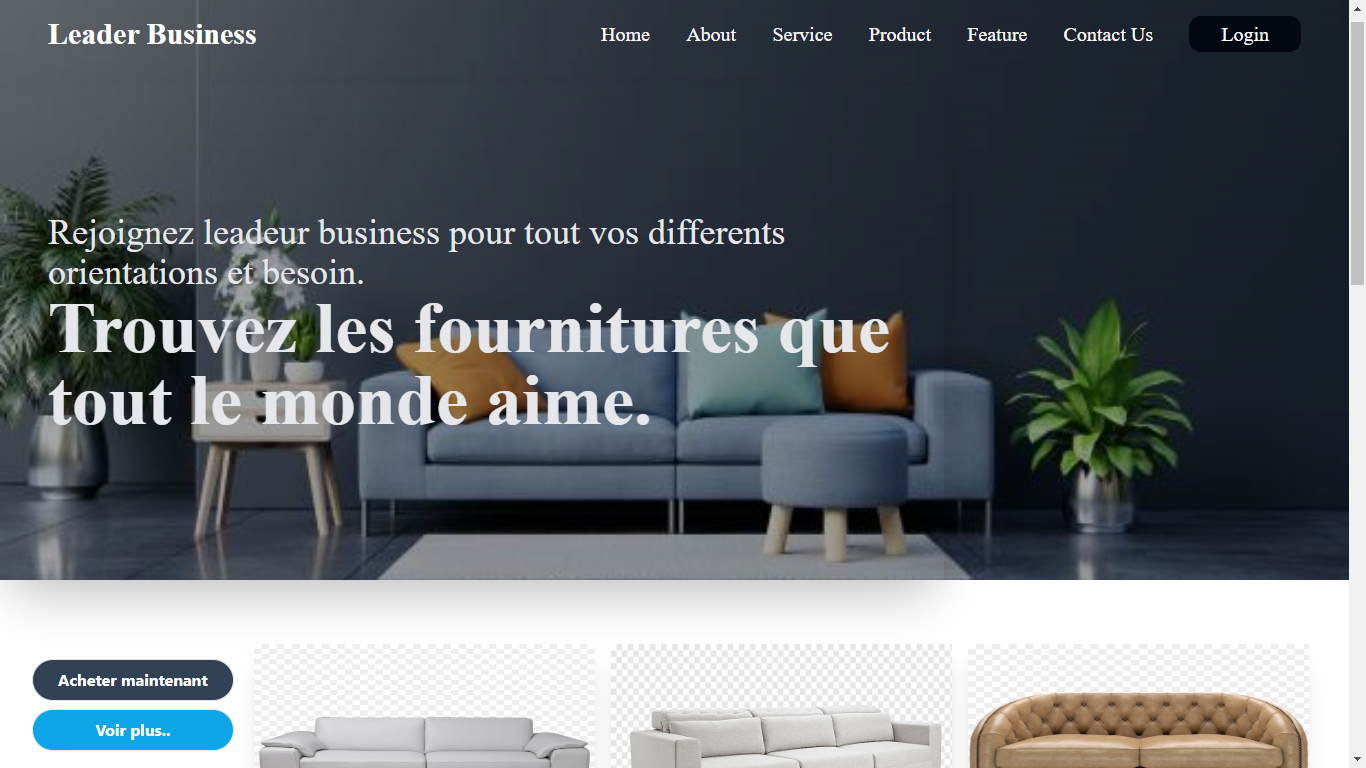 Leader Business
Home
About
Service
Product
Feature
Contact Us
Login
Rejoignez leadeur business pour tout vos differents
orientations et besoin.
Trouvez les fournitures que
tout le monde aime.
Acheter maintenant
Voir plus..